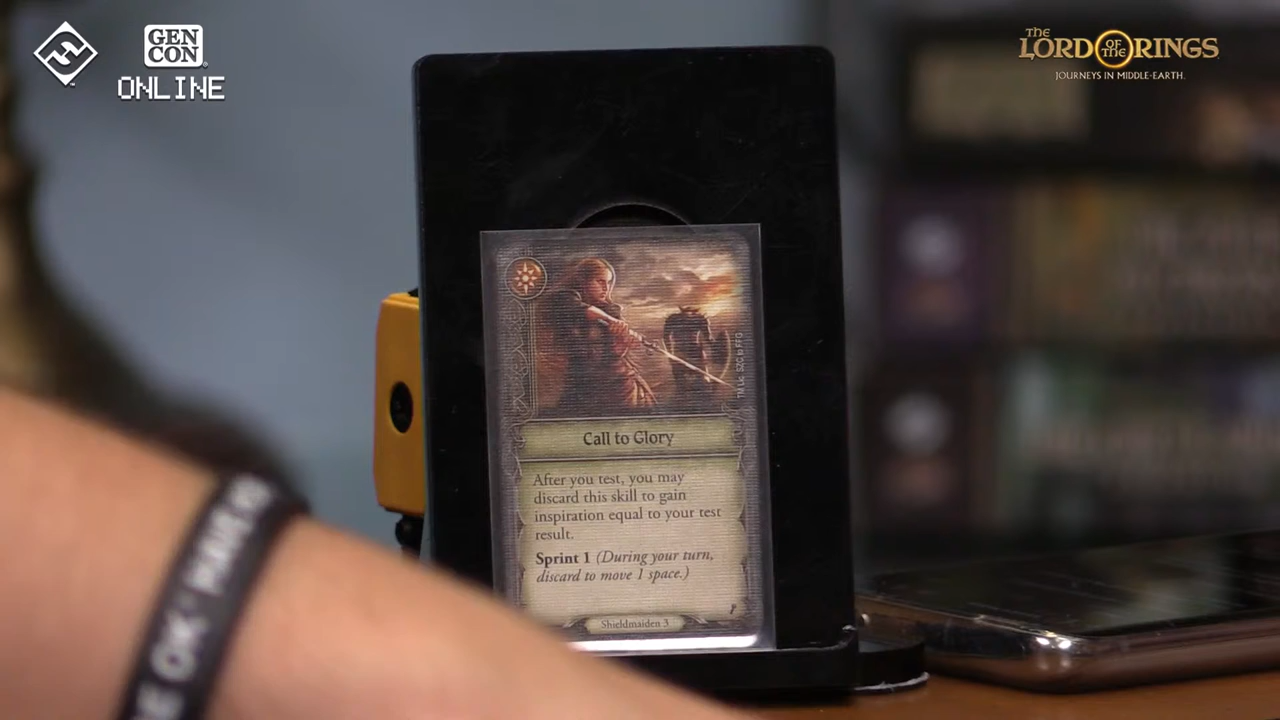 GEN
CON
ONLINE
THE
LORD OF THE RINGS
JOURNEYS IN MIDDLE-EARTH
Call to Glory
After you test, you may
discard this skill to gain
inspiration equal to your test
result.
Sprint 1 (During your turn,
discard to move 1 space.)
Shieldmaiden 3